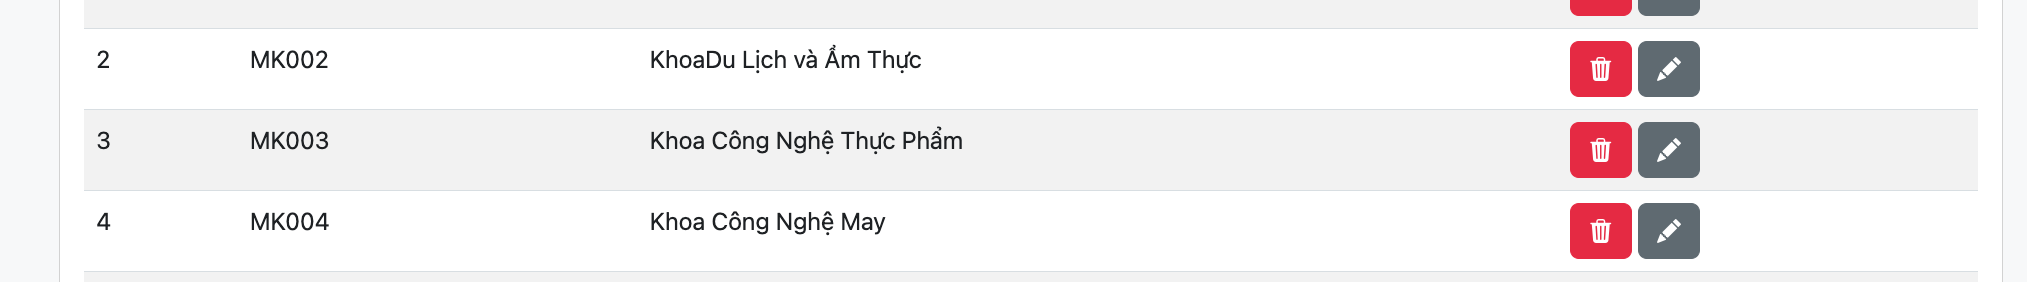 2 MK002 KhoaDu Lịch và Ẩm Thực
3 MK003 Khoa Công Nghệ Thực Phẩm
4 MK004 Khoa Công Nghệ May